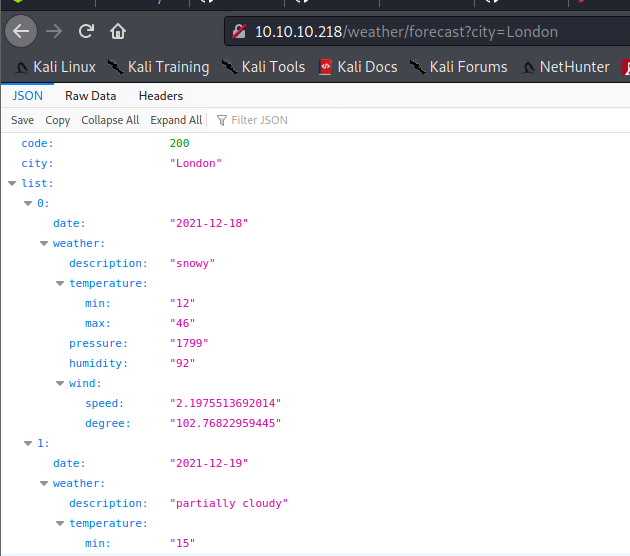 10.10.10.218/weather/forecast?city=London
Kali Linux Kali Training Kali Tools Kali Docs Kali Forums NetHunter
JSON Raw Data Headers
Save Copy Collapse All Expand All Filter JSON
code: 200
city: "London"
list:
0:
date: "2021-12-18"
weather:
description: "snowy"
temperature:
min: "12"
max: "46"
pressure: "1799"
humidity: "92"
wind:
speed: "2.1975513692014"
degree: "102.76822959445"
1:
date: "2021-12-19"
weather:
description: "partially cloudy"
temperature:
min: "15"